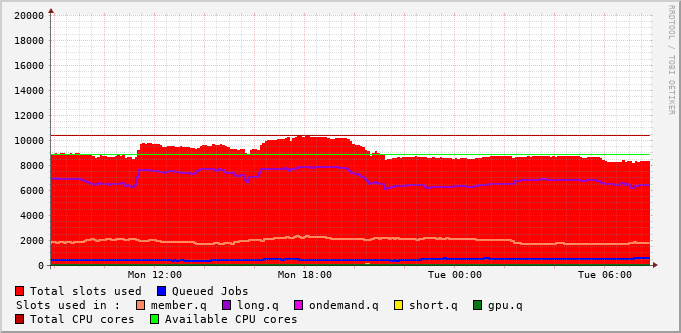 20000
18000
16000
14000
12000
10000
8000
6000
4000
2000
0
Mon 12:00 Mon 18:00 Tue 00:00 Tue 06:00
Total slots used Queued Jobs
Slots used in : member.q long.q ondemand.q short.q gpu.q
Total CPU cores Available CPU cores
RRDTOOL / TOBI OETIKER